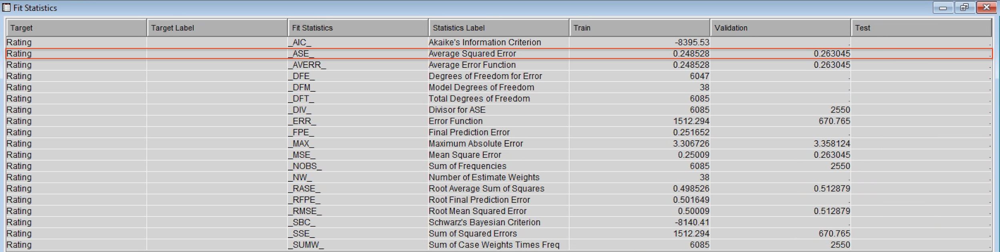 Fit Statistics
Target Target Label Fit Statistics Statistics Label Train Validation Test
Rating _AIC_ Akaike's Information Criterion -8395.53 . .
Rating _ASE_ Average Squared Error 0.248528 0.263045 .
Rating _AVERR_ Average Error Function 0.248528 0.263045 .
Rating _DFE_ Degrees of Freedom for Error 6047 . .
Rating _DFM_ Model Degrees of Freedom 38 . .
Rating _DFT_ Total Degrees of Freedom 6085 . .
Rating _DIV_ Divisor for ASE 6085 2550 .
Rating _ERR_ Error Function 1512.294 670.765 .
Rating _FPE_ Final Prediction Error 0.251652 . .
Rating _MAX_ Maximum Absolute Error 3.306726 3.358124 .
Rating _MSE_ Mean Square Error 0.25009 0.263045 .
Rating _NOBS_ Sum of Frequencies 6085 2550 .
Rating _NW_ Number of Estimate Weights 38 . .
Rating _RASE_ Root Average Sum of Squares 0.498526 0.512879 .
Rating _RFPE_ Root Final Prediction Error 0.501649 . .
Rating _RMSE_ Root Mean Squared Error 0.50009 0.512879 .
Rating _SBC_ Schwarz's Bayesian Criterion -8140.41 . .
Rating _SSE_ Sum of Squared Errors 1512.294 670.765 .
Rating _SUMW_ Sum of Case Weights Times Freq 6085 2550 .